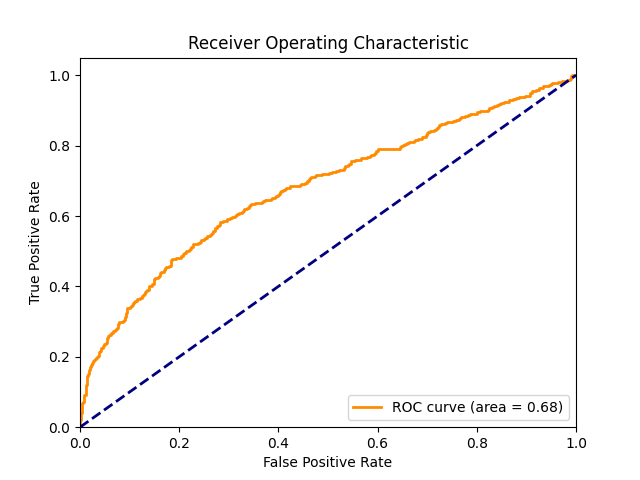 Receiver Operating Characteristic
True Positive Rate
1.0
0.8
0.6
0.4
0.2
0.0
0.0 0.2 0.4 0.6 0.8 1.0
False Positive Rate
ROC curve (area = 0.68)